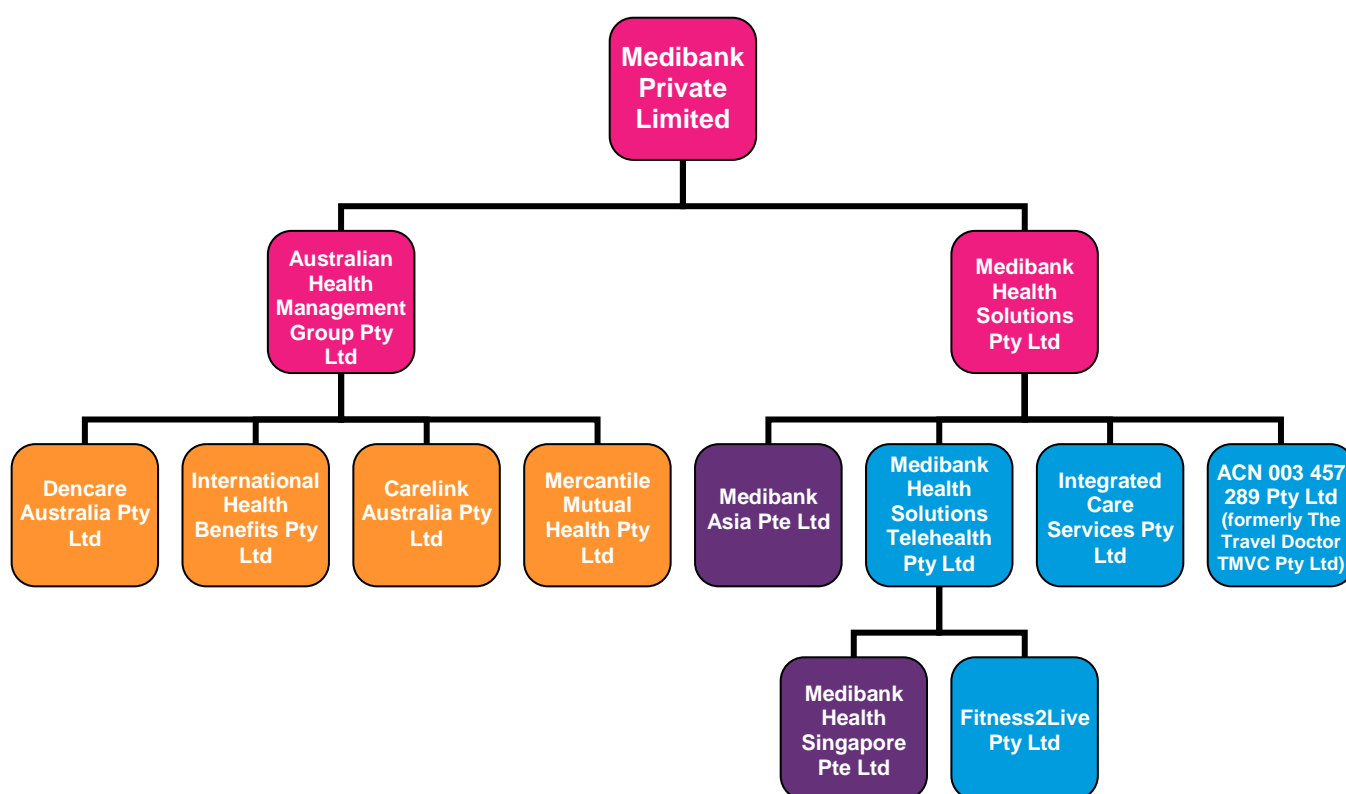 Medibank
Private
Limited
Australian
Health
Management
Group Pty
Ltd
Medibank
Health
Solutions
Pty Ltd
Dencare
Australia Pty
Ltd
International
Health
Benefits Pty
Ltd
Carelink
Australia Pty
Ltd
Mercantile
Mutual
Health Pty
Ltd
Medibank
Asia Pte Ltd
Medibank
Health
Solutions
Telehealth
Pty Ltd
Integrated
Care
Services Pty
Ltd
ACN 003 457
289 Pty Ltd
(formerly The
Travel Doctor
TMVC Pty Ltd)
Medibank
Health
Singapore
Pte Ltd
Fitness2Live
Pty Ltd